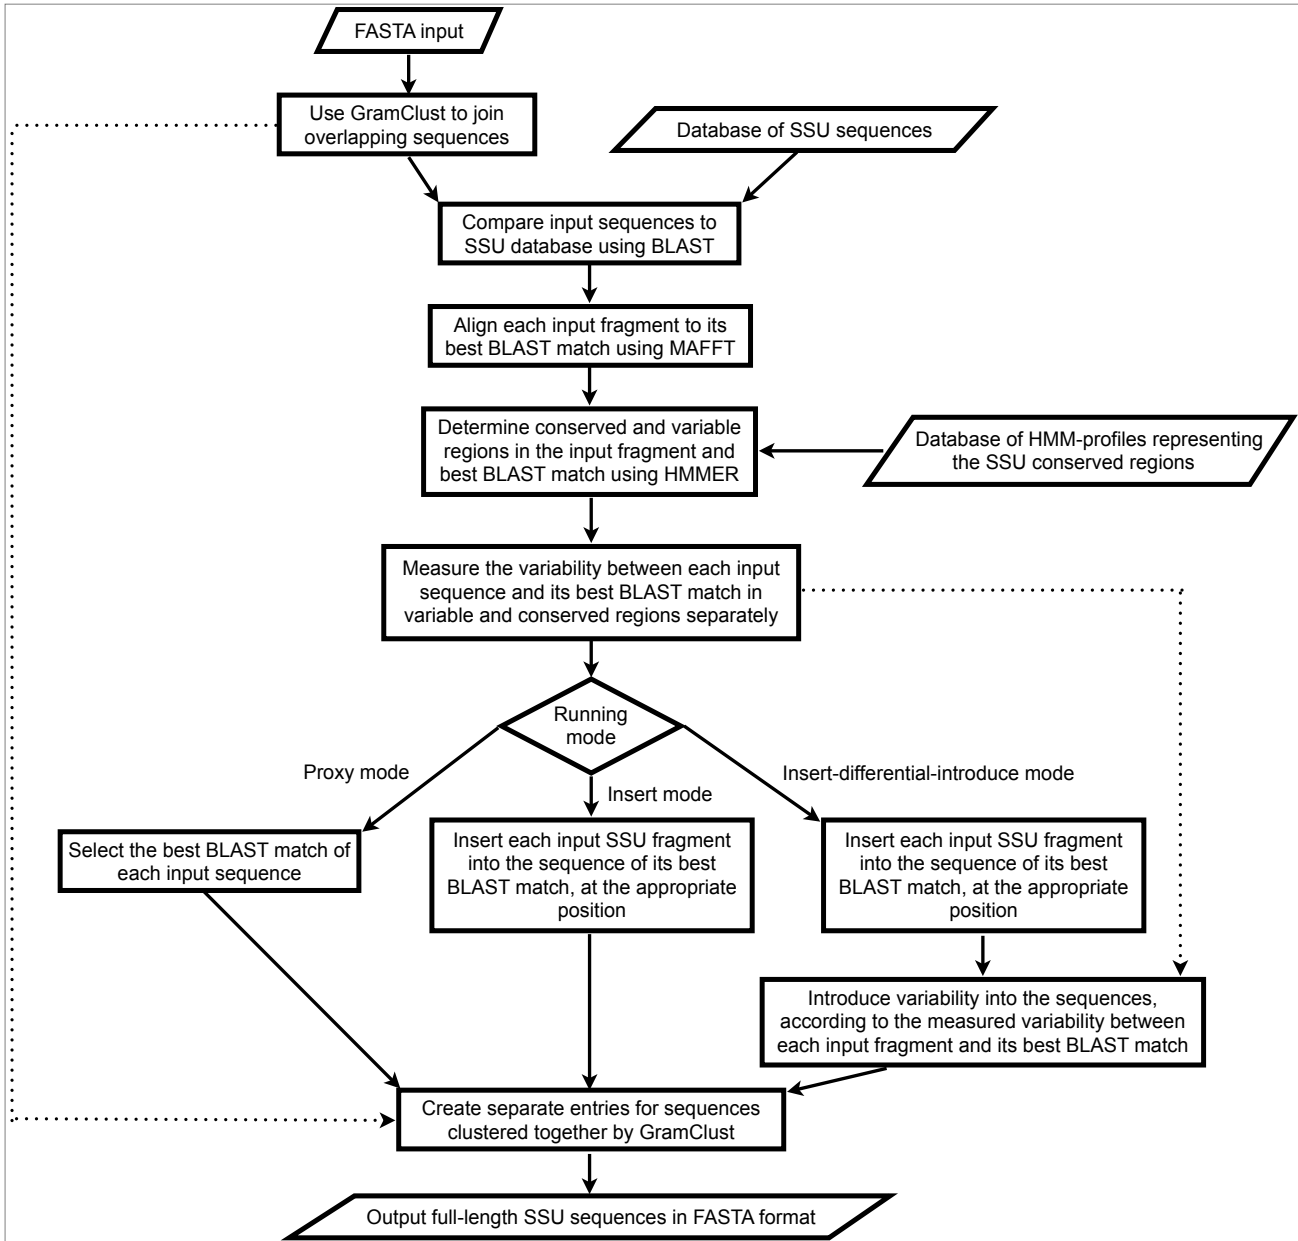 FASTA input
Use GramClust to join
overlapping sequences
Database of SSU sequences
Compare input sequences to
SSU database using BLAST
Align each input fragment to its
best BLAST match using MAFFT
Determine conserved and variable
regions in the input fragment and
best BLAST match using HMMER
Database of HMM-profiles representing
the SSU conserved regions
Measure the variability between each input
sequence and its best BLAST match in
variable and conserved regions separately
Running
mode
Proxy mode
Insert mode
Insert-differential-introduce mode
Select the best BLAST match of
each input sequence
Insert each input SSU fragment
into the sequence of its best
BLAST match, at the appropriate
position
Insert each input SSU fragment
into the sequence of its best
BLAST match, at the appropriate
position
Introduce variability into the sequences,
according to the measured variability between
each input fragment and its best BLAST match
Create separate entries for sequences
clustered together by GramClust
Output full-length SSU sequences in FASTA format